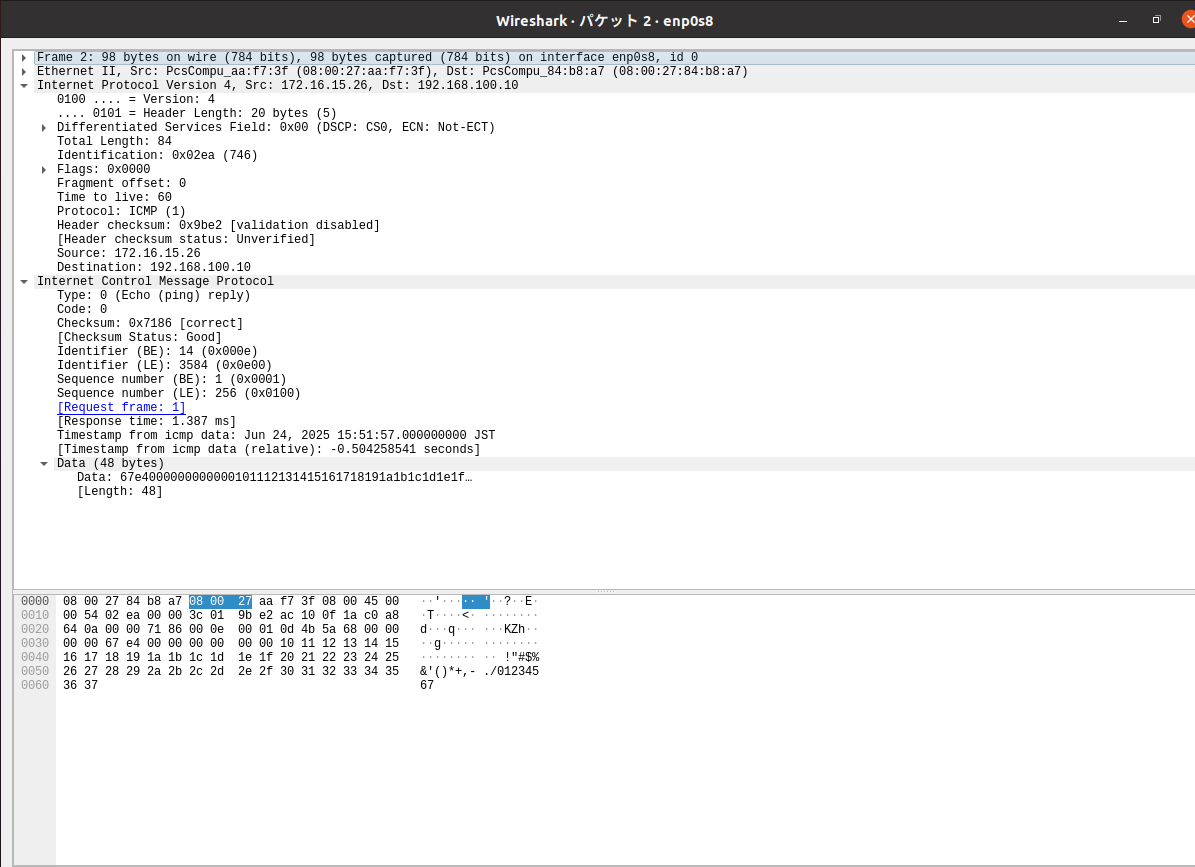 Wireshark · パケット 2 · enp0s8
Frame 2: 98 bytes on wire (784 bits), 98 bytes captured (784 bits) on interface enp0s8, id 0
Ethernet II, Src: PcsCompu_aa:f7:3f (08:00:27:aa:f7:3f), Dst: PcsCompu_84:b8:a7 (08:00:27:84:b8:a7)
Internet Protocol Version 4, Src: 172.16.15.26, Dst: 192.168.100.10
0100 .... = Version: 4
.... 0101 = Header Length: 20 bytes (5)
Differentiated Services Field: 0x00 (DSCP: CS0, ECN: Not-ECT)
Total Length: 84
Identification: 0x02ea (746)
Flags: 0x0000
Fragment offset: 0
Time to live: 60
Protocol: ICMP (1)
Header checksum: 0x9be2 [validation disabled]
[Header checksum status: Unverified]
Source: 172.16.15.26
Destination: 192.168.100.10
Internet Control Message Protocol
Type: 0 (Echo (ping) reply)
Code: 0
Checksum: 0x7186 [correct]
[Checksum Status: Good]
Identifier (BE): 14 (0x000e)
Identifier (LE): 3584 (0x0e00)
Sequence number (BE): 1 (0x0001)
Sequence number (LE): 256 (0x0100)
[Request frame: 1]
[Response time: 1.387 ms]
Timestamp from icmp data: Jun 24, 2025 15:51:57.000000000 JST
[Timestamp from icmp data (relative): -0.504258541 seconds]
Data (48 bytes)
Data: 67e4000000000000101112131415161718191a1b1c1d1e1f…
[Length: 48]
0000 08 00 27 84 b8 a7 08 00 27 aa f7 3f 08 00 45 00 ··'·····'··?··E·
0010 00 54 02 ea 00 00 3c 01 9b e2 ac 10 0f 1a c0 a8 ·T····<· ········
0020 64 0a 00 00 71 86 00 0e 00 01 0d 4b 5a 68 00 00 d···q··· ···KZh··
0030 00 00 67 e4 00 00 00 00 00 00 10 11 12 13 14 15 ··g····· ········
0040 16 17 18 19 1a 1b 1c 1d 1e 1f 20 21 22 23 24 25 ········ ·· !"#$%
0050 26 27 28 29 2a 2b 2c 2d 2e 2f 30 31 32 33 34 35 &'()*+,- ./012345
0060 36 37 67